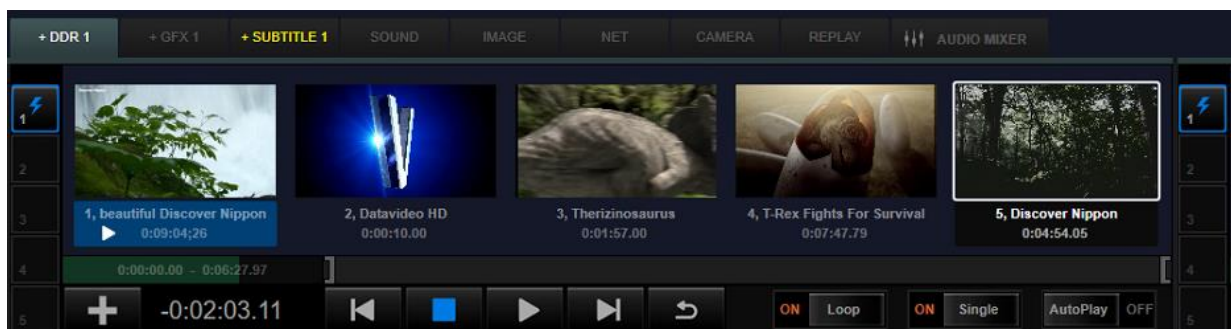 + DDR 1 + GFX 1 + SUBTITLE 1 SOUND IMAGE NET CAMERA REPLAY AUDIO MIXER
1 1
2 2
3 3
4 4
5 5
Discover Nippon
1, beautiful Discover Nippon
0:09:04;26
2, Datavideo HD
0:00:10.00
3, Therizinosaurus
0:01:57.00
4, T-Rex Fights For Survival
0:07:47.79
5, Discover Nippon
0:04:54.05
0:00:00.00 - 0:06:27.97
-0:02:03.11
ON Loop ON Single AutoPlay OFF